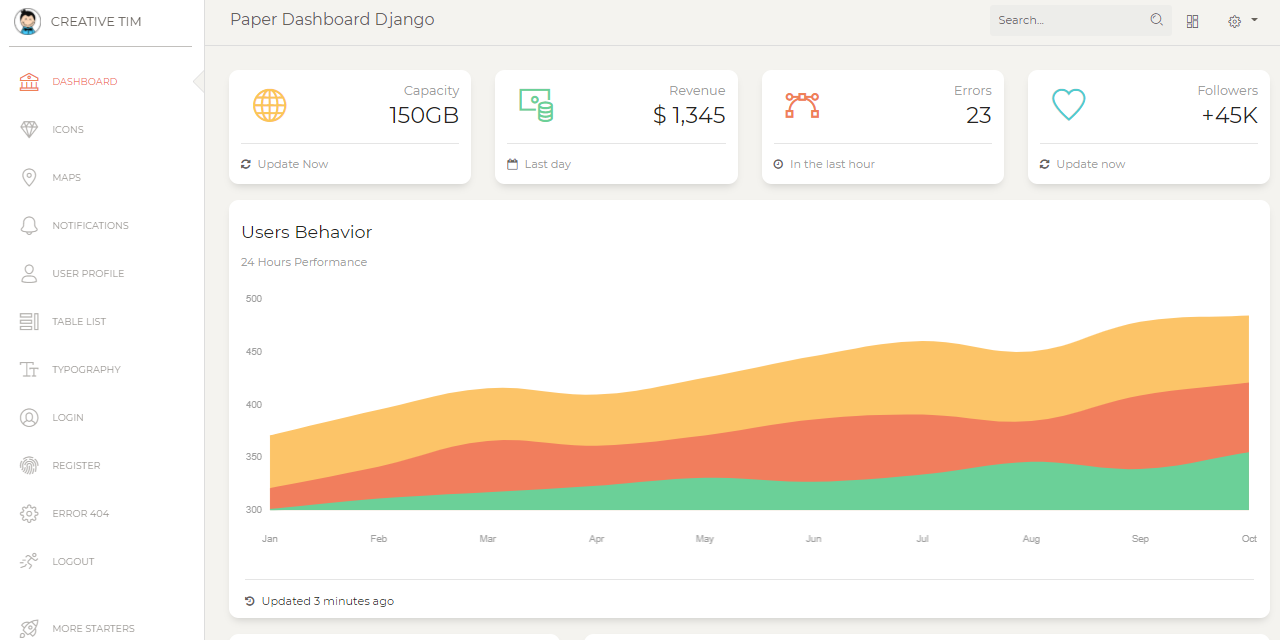 CREATIVE TIM
DASHBOARD
ICONS
MAPS
NOTIFICATIONS
USER PROFILE
TABLE LIST
TYPOGRAPHY
LOGIN
REGISTER
ERROR 404
LOGOUT
MORE STARTERS
Paper Dashboard Django
Search...
Capacity
150GB
Update Now
Revenue
$ 1,345
Last day
Errors
23
In the last hour
Followers
+45K
Update now
Users Behavior
24 Hours Performance
500
450
400
350
300
Jan Feb Mar Apr May Jun Jul Aug Sep Oct
Updated 3 minutes ago